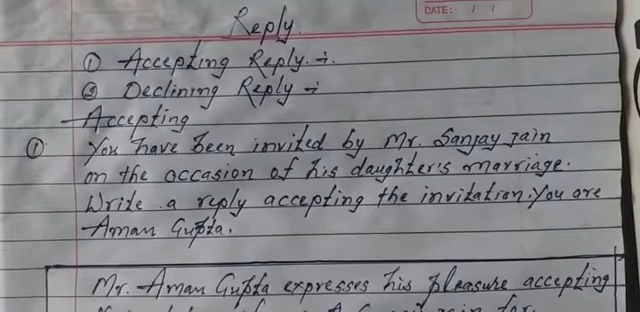 DATE: / /
Reply
① Accepting Reply :-
② Declining Reply :-
Accepting
① You have been invited by Mr. Sanjay Jain
on the occasion of his daughter's marriage.
Write a reply accepting the invitation. You are
Aman Gupta.
Mr. Aman Gupta expresses his pleasure accepting